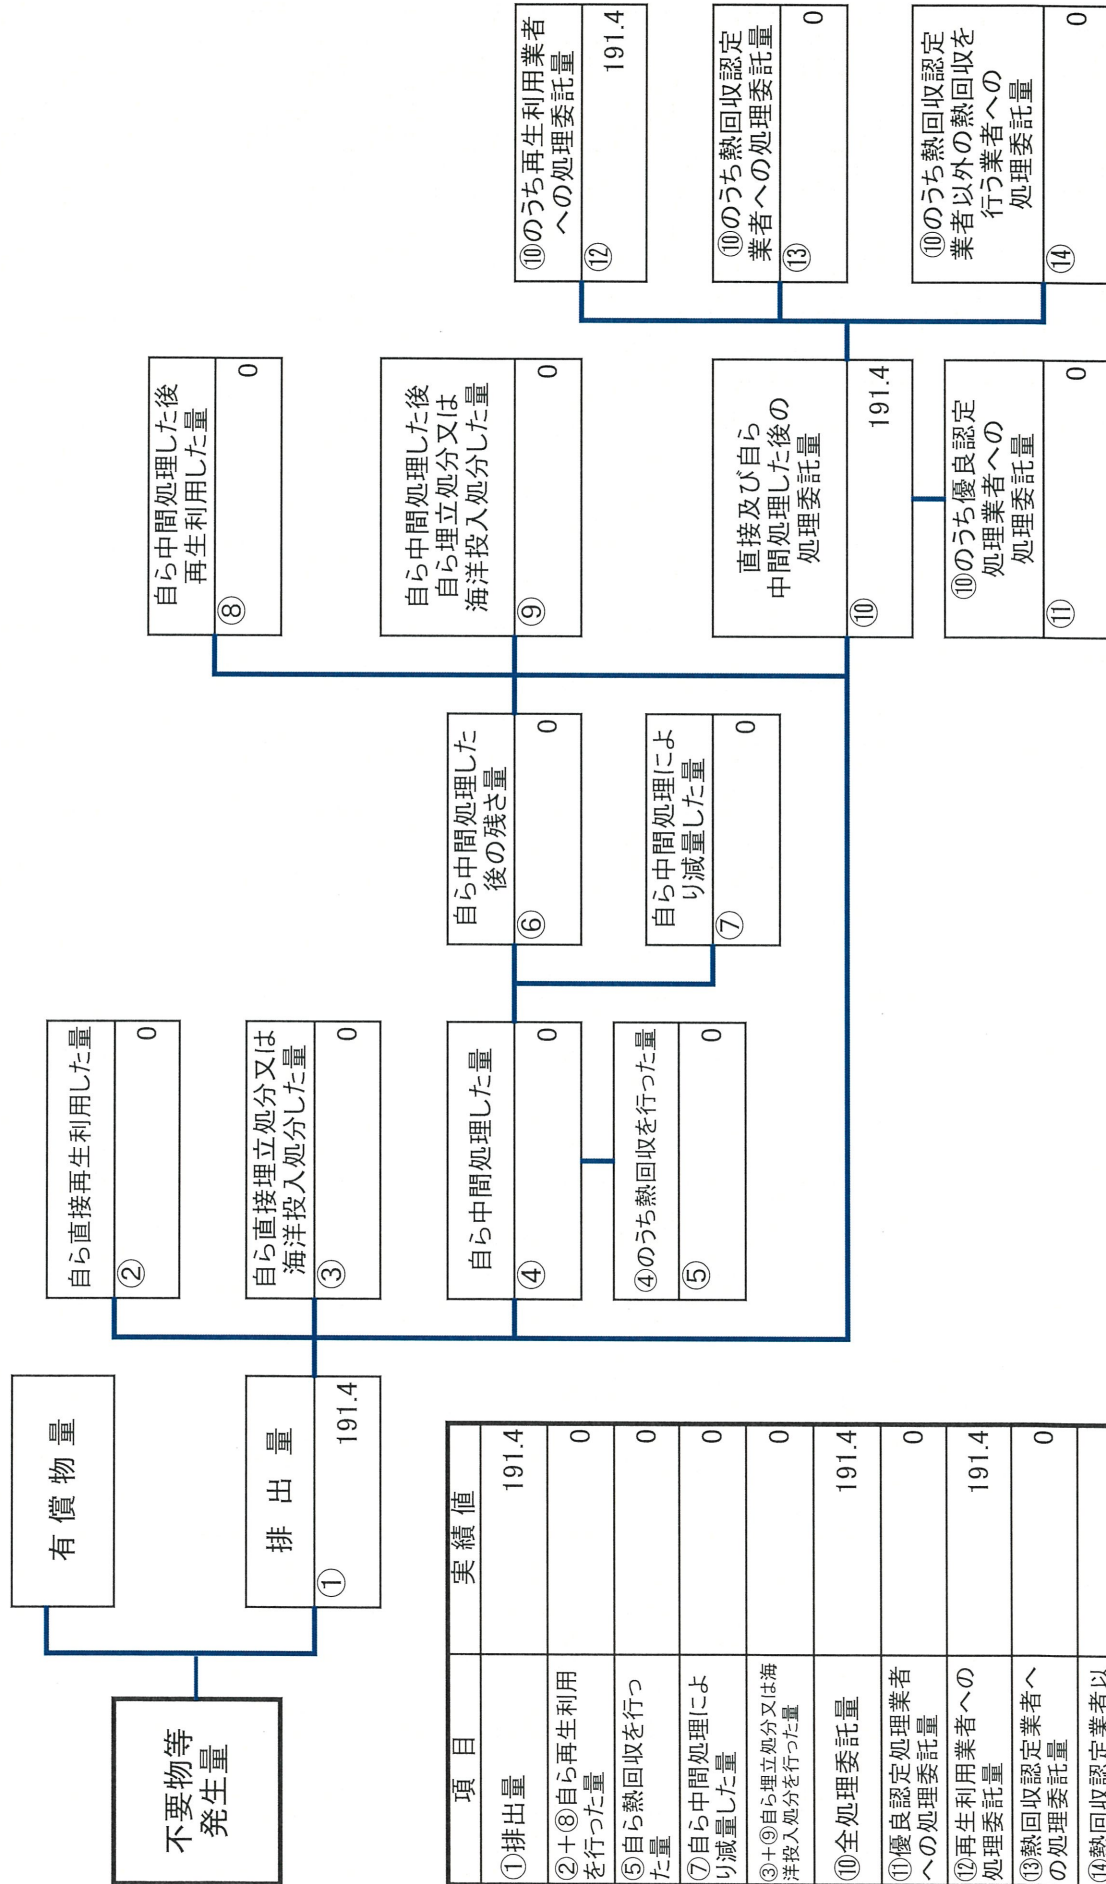 不要物等
発生量
有償物量
排出量
①
191.4
自ら直接再生利用した量
②
0
自ら直接埋立処分又は
海洋投入処分した量
③
0
自ら中間処理した量
④
0
④のうち熱回収を行った量
⑤
0
自ら中間処理した
後の残さ量
⑥
0
自ら中間処理によ
り減量した量
⑦
0
自ら中間処理した後
再生利用した量
⑧
0
自ら中間処理した後
自ら埋立処分又は
海洋投入処分した量
⑨
0
直接及び自ら
中間処理した後の
処理委託量
⑩
191.4
⑩のうち優良認定
処理業者への
処理委託量
⑪
0
⑩のうち再生利用業者
への処理委託量
⑫
191.4
⑩のうち熱回収認定
業者への処理委託量
⑬
0
⑩のうち熱回収認定
業者以外の熱回収を
行う業者への
処理委託量
⑭
0
項目 実績値
①排出量 191.4
②+⑧自ら再生利用
を行った量 0
⑤自ら熱回収を行っ
た量 0
⑦自ら中間処理によ
り減量した量 0
③+⑨自ら埋立処分又は海
洋投入処分を行った量 0
⑩全処理委託量 191.4
⑪優良認定処理業者
への処理委託量 0
⑫再生利用業者への
処理委託量 191.4
⑬熱回収認定業者へ
の処理委託量 0
⑭熱回収認定業者以